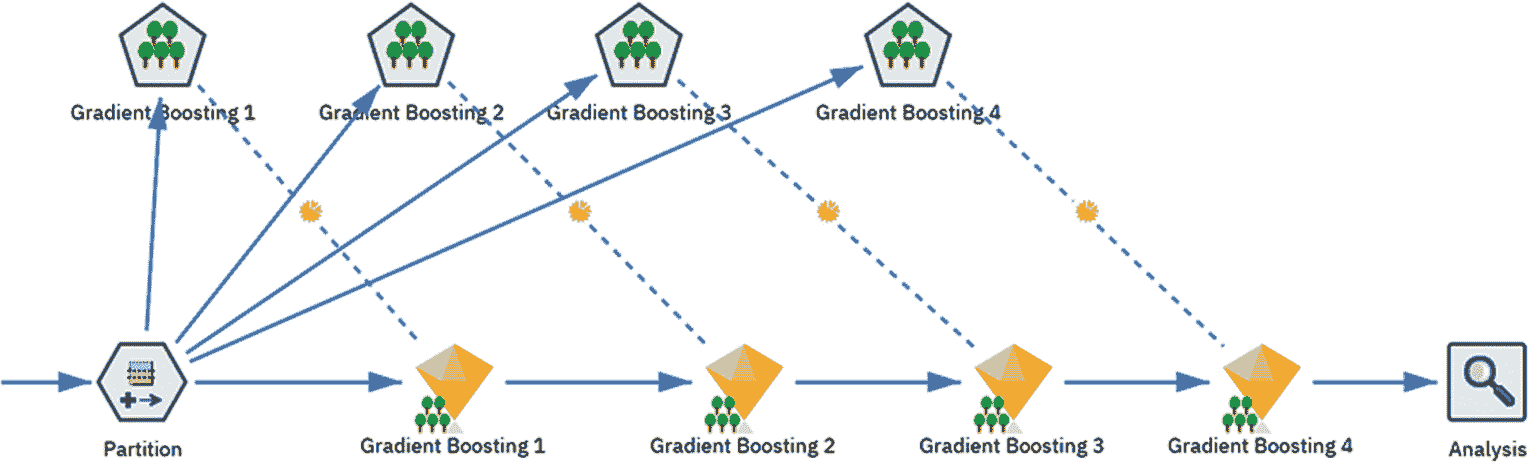 Gradient Boosting 1
Gradient Boosting 2
Gradient Boosting 3
Gradient Boosting 4
Partition
Gradient Boosting 1
Gradient Boosting 2
Gradient Boosting 3
Gradient Boosting 4
Analysis